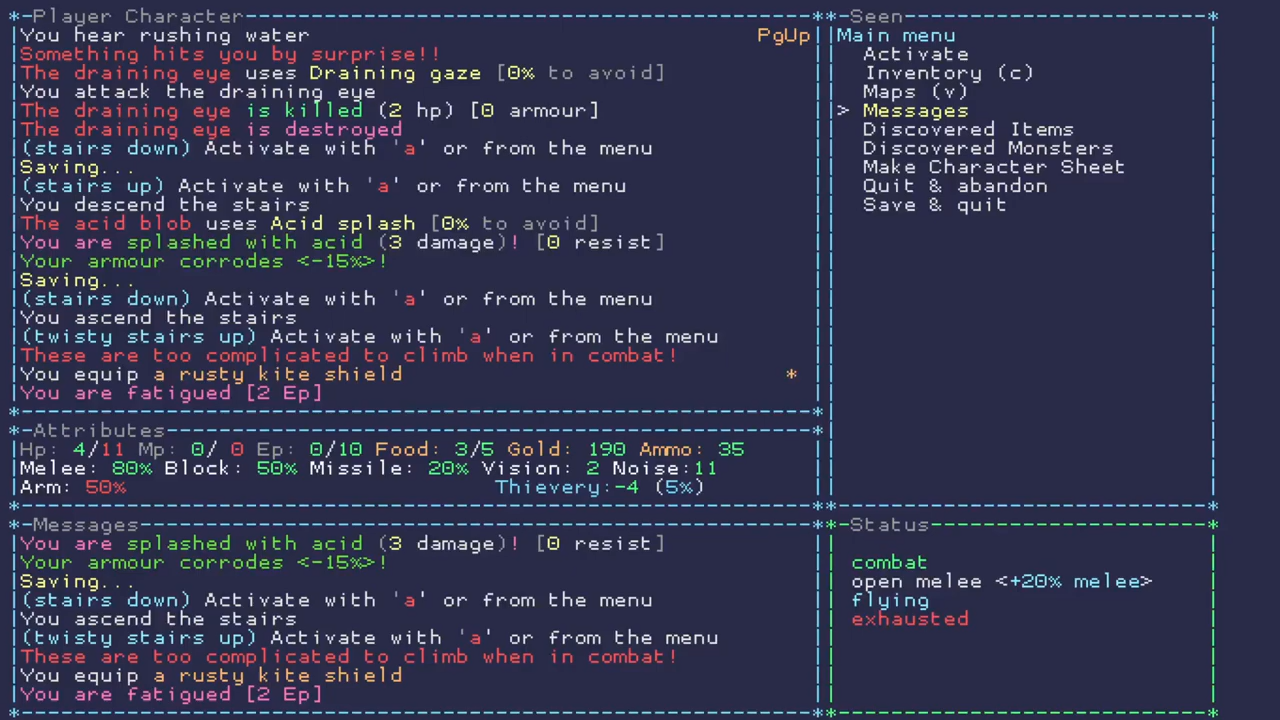 Player Character
You hear rushing water PgUp
Something hits you by surprise!!
The draining eye uses Draining gaze [0% to avoid]
You attack the draining eye
The draining eye is killed (2 hp) [0 armour]
The draining eye is destroyed
(stairs down) Activate with 'a' or from the menu
Saving...
(stairs up) Activate with 'a' or from the menu
You descend the stairs
The acid blob uses Acid splash [0% to avoid]
You are splashed with acid (3 damage)! [0 resist]
Your armour corrodes <-15%>!
Saving...
(stairs down) Activate with 'a' or from the menu
You ascend the stairs
(twisty stairs up) Activate with 'a' or from the menu
These are too complicated to climb when in combat!
You equip a rusty kite shield *
You are fatigued [2 Ep]
Attributes
Hp: 4/11 Mp: 0/ 0 Ep: 0/10 Food: 3/5 Gold: 190 Ammo: 35
Melee: 80% Block: 50% Missile: 20% Vision: 2 Noise:11
Arm: 50% Thievery:-4 (5%)
Messages
You are splashed with acid (3 damage)! [0 resist]
Your armour corrodes <-15%>!
Saving...
(stairs down) Activate with 'a' or from the menu
You ascend the stairs
(twisty stairs up) Activate with 'a' or from the menu
These are too complicated to climb when in combat!
You equip a rusty kite shield
You are fatigued [2 Ep]
Seen
Main menu
Activate
Inventory (c)
Maps (v)
> Messages
Discovered Items
Discovered Monsters
Make Character Sheet
Quit & abandon
Save & quit
Status
combat
open melee <+20% melee>
flying
exhausted